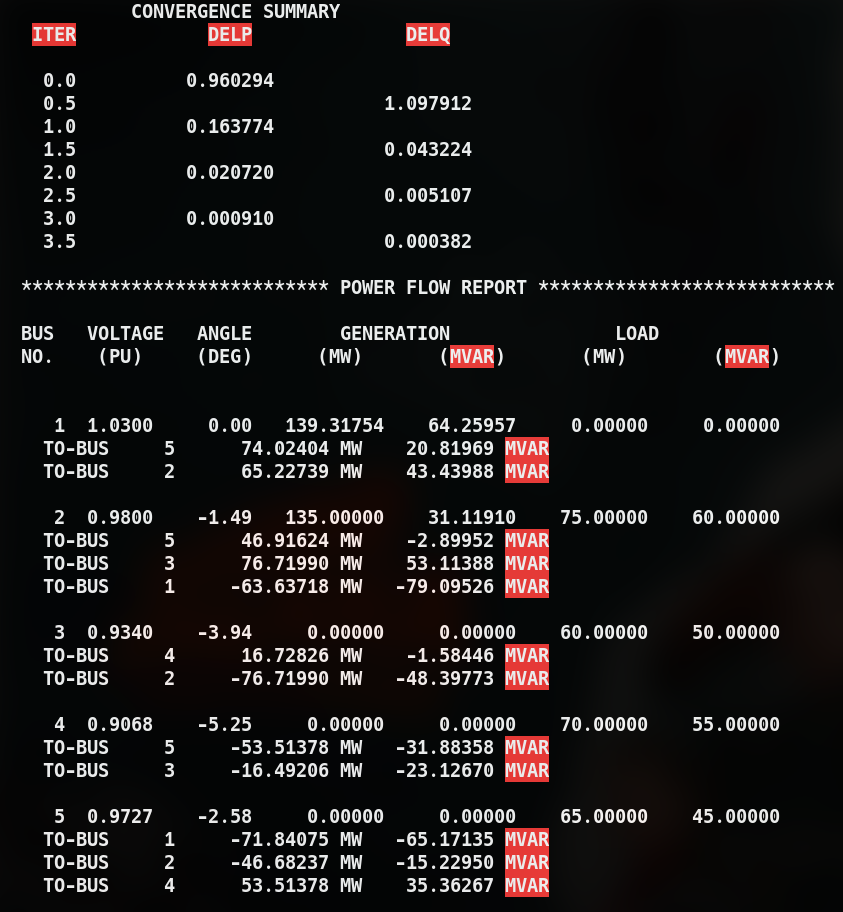 CONVERGENCE SUMMARY
ITER DELP DELQ
0.0 0.960294
0.5 1.097912
1.0 0.163774
1.5 0.043224
2.0 0.020720
2.5 0.005107
3.0 0.000910
3.5 0.000382
**************************** POWER FLOW REPORT ***************************
BUS VOLTAGE ANGLE GENERATION LOAD
NO. (PU) (DEG) (MW) (MVAR) (MW) (MVAR)
1 1.0300 0.00 139.31754 64.25957 0.00000 0.00000
TO-BUS 5 74.02404 MW 20.81969 MVAR
TO-BUS 2 65.22739 MW 43.43988 MVAR
2 0.9800 -1.49 135.00000 31.11910 75.00000 60.00000
TO-BUS 5 46.91624 MW -2.89952 MVAR
TO-BUS 3 76.71990 MW 53.11388 MVAR
TO-BUS 1 -63.63718 MW -79.09526 MVAR
3 0.9340 -3.94 0.00000 0.00000 60.00000 50.00000
TO-BUS 4 16.72826 MW -1.58446 MVAR
TO-BUS 2 -76.71990 MW -48.39773 MVAR
4 0.9068 -5.25 0.00000 0.00000 70.00000 55.00000
TO-BUS 5 -53.51378 MW -31.88358 MVAR
TO-BUS 3 -16.49206 MW -23.12670 MVAR
5 0.9727 -2.58 0.00000 0.00000 65.00000 45.00000
TO-BUS 1 -71.84075 MW -65.17135 MVAR
TO-BUS 2 -46.68237 MW -15.22950 MVAR
TO-BUS 4 53.51378 MW 35.36267 MVAR